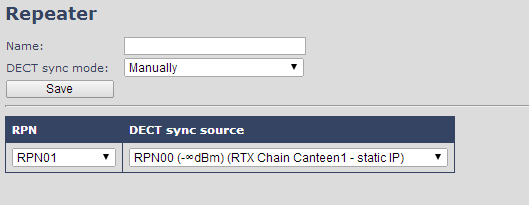 Repeater
Name:
DECT sync mode: Manually
Save
RPN DECT sync source
RPN01 RPN00 (-∞dBm) (RTX Chain Canteen1 - static IP)